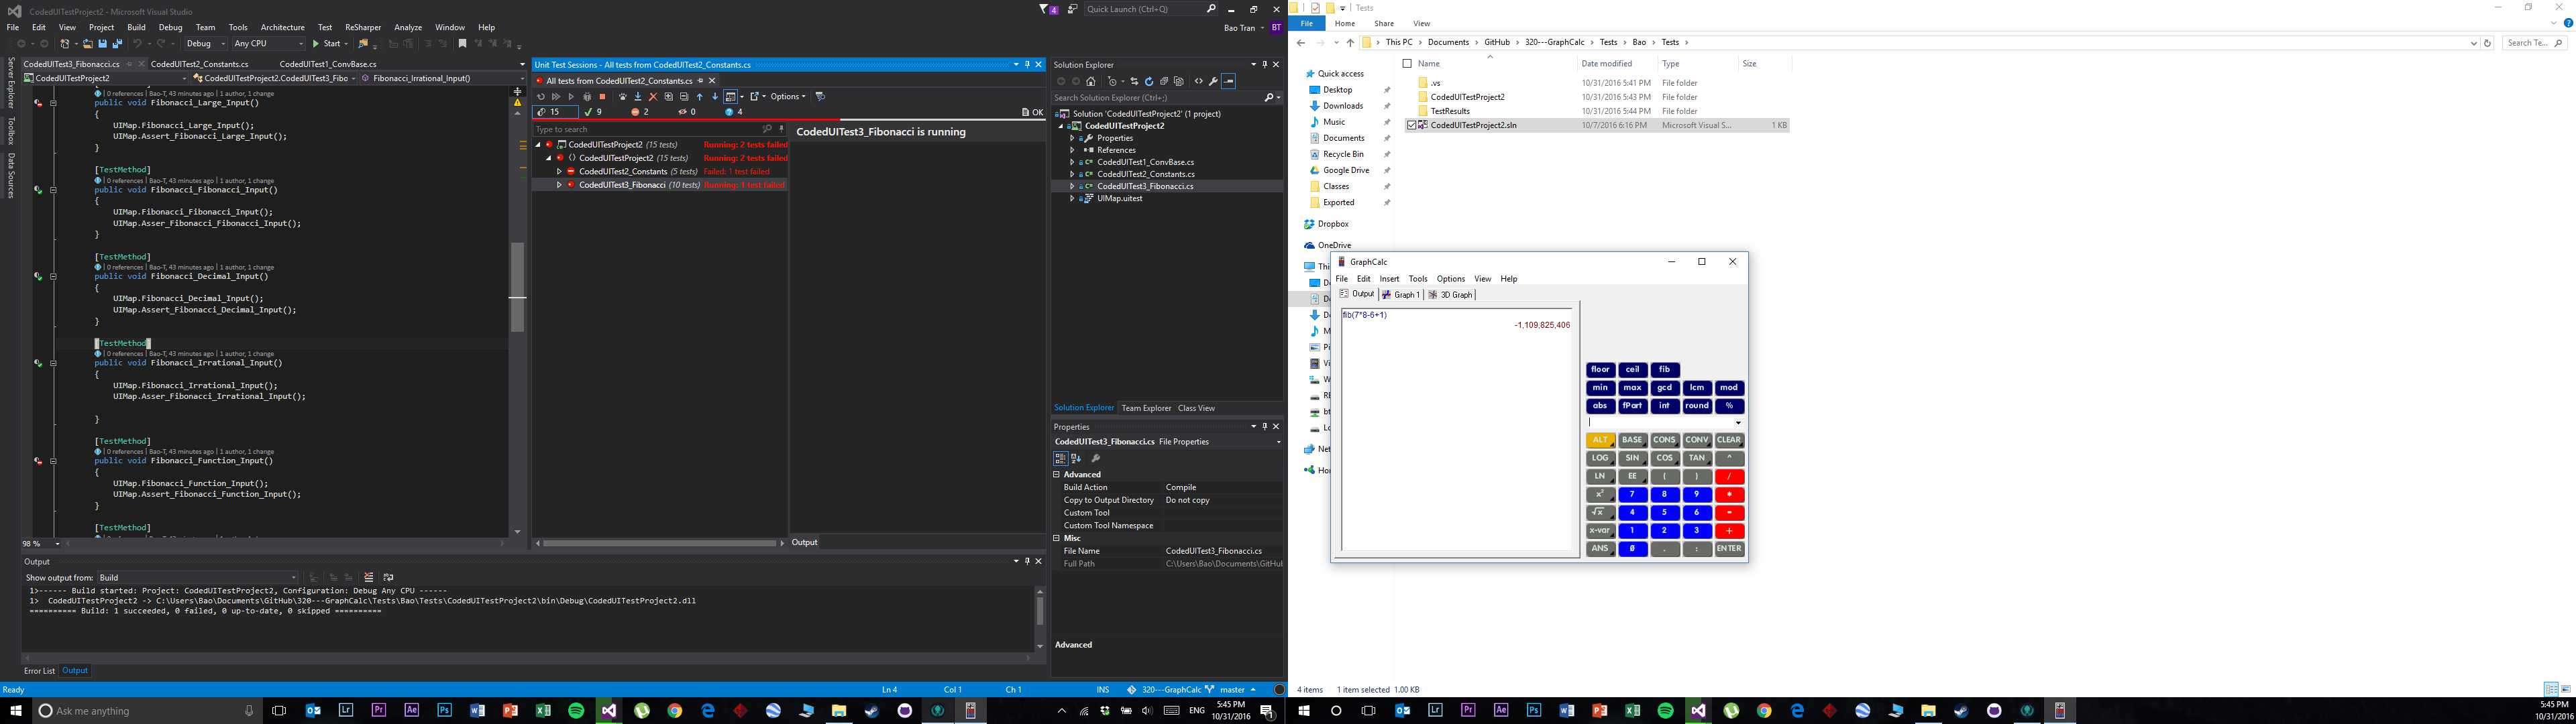 CodedUITestProject2 - Microsoft Visual Studio
4
Quick Launch (Ctrl+Q)
File Edit View Project Build Debug Team Tools Architecture Test ReSharper Analyze Window Help
Bao Tran BT
Debug Any CPU Start
CodedUITest3_Fibonacci.cs CodedUITest2_Constants.cs CodedUITest1_ConvBase.cs
CodedUITestProject2 CodedUITestProject2.CodedUITest3_Fibo Fibonacci_Irrational_Input()
Server Explorer
Toolbox
Data Sources
0 references | Bao-T, 43 minutes ago | 1 author, 1 change
public void Fibonacci_Large_Input()
{
UIMap.Fibonacci_Large_Input();
UIMap.Assert_Fibonacci_Large_Input();
}
[TestMethod]
0 references | Bao-T, 43 minutes ago | 1 author, 1 change
public void Fibonacci_Fibonacci_Input()
{
UIMap.Fibonacci_Fibonacci_Input();
UIMap.Assert_Fibonacci_Fibonacci_Input();
}
[TestMethod]
0 references | Bao-T, 43 minutes ago | 1 author, 1 change
public void Fibonacci_Decimal_Input()
{
UIMap.Fibonacci_Decimal_Input();
UIMap.Assert_Fibonacci_Decimal_Input();
}
[TestMethod]
0 references | Bao-T, 43 minutes ago | 1 author, 1 change
public void Fibonacci_Irrational_Input()
{
UIMap.Fibonacci_Irrational_Input();
UIMap.Asser_Fibonacci_Irrational_Input();
}
[TestMethod]
0 references | Bao-T, 43 minutes ago | 1 author, 1 change
public void Fibonacci_Function_Input()
{
UIMap.Fibonacci_Function_Input();
UIMap.Assert_Fibonacci_Function_Input();
}
[TestMethod]
98 %
Unit Test Sessions - All tests from CodedUITest2_Constants.cs
All tests from CodedUITest2_Constants.cs
Options
15 9 2 0 4 OK
Type to search
CodedUITestProject2 (15 tests) Running: 2 tests failed
CodedUITestProject2 (15 tests) Running: 2 tests failed
CodedUITest2_Constants (5 tests) Failed: 1 test failed
CodedUITest3_Fibonacci (10 tests) Running: 1 test failed
CodedUITest3_Fibonacci is running
Output
Solution Explorer
Search Solution Explorer (Ctrl+;)
Solution 'CodedUITestProject2' (1 project)
CodedUITestProject2
Properties
References
CodedUITest1_ConvBase.cs
CodedUITest2_Constants.cs
CodedUITest3_Fibonacci.cs
UIMap.uitest
Solution Explorer Team Explorer Class View
Properties
CodedUITest3_Fibonacci.cs File Properties
Advanced
Build Action Compile
Copy to Output Directory Do not copy
Custom Tool
Custom Tool Namespace
Misc
File Name CodedUITest3_Fibonacci.cs
Full Path C:\Users\Bao\Documents\GitHub
Advanced
Output
Show output from: Build
1>------ Build started: Project: CodedUITestProject2, Configuration: Debug Any CPU ------
1> CodedUITestProject2 -> C:\Users\Bao\Documents\GitHub\320---GraphCalc\Tests\Bao\Tests\CodedUITestProject2\bin\Debug\CodedUITestProject2.dll
========== Build: 1 succeeded, 0 failed, 0 up-to-date, 0 skipped ==========
Error List Output
Ready Ln 4 Col 1 Ch 1 INS 320---GraphCalc master
Ask me anything
ENG 5:45 PM
10/31/2016
Tests
File Home Share View
This PC Documents GitHub 320---GraphCalc Tests Bao Tests
Search Te...
Name Date modified Type Size
.vs 10/31/2016 5:41 PM File folder
CodedUITestProject2 10/31/2016 5:43 PM File folder
TestResults 10/31/2016 5:44 PM File folder
CodedUITestProject2.sln 10/7/2016 6:16 PM Microsoft Visual S... 1 KB
Quick access
Desktop
Downloads
Music
Documents
Recycle Bin
Google Drive
Classes
Exported
Dropbox
OneDrive
GraphCalc
File Edit Insert Tools Options View Help
Output Graph 1 3D Graph
fib(7*8-6+1)
-1,109,825,406
floor ceil fib
min max gcd lcm mod
abs fPart int round %
ALT BASE CONS CONV CLEAR
LOG SIN COS TAN ^
LN EE ( ) /
x² 7 8 9 *
√x 4 5 6 -
x-var 1 2 3 +
ANS 0 . : ENTER
4 items 1 item selected 1.00 KB
5:45 PM
10/31/2016